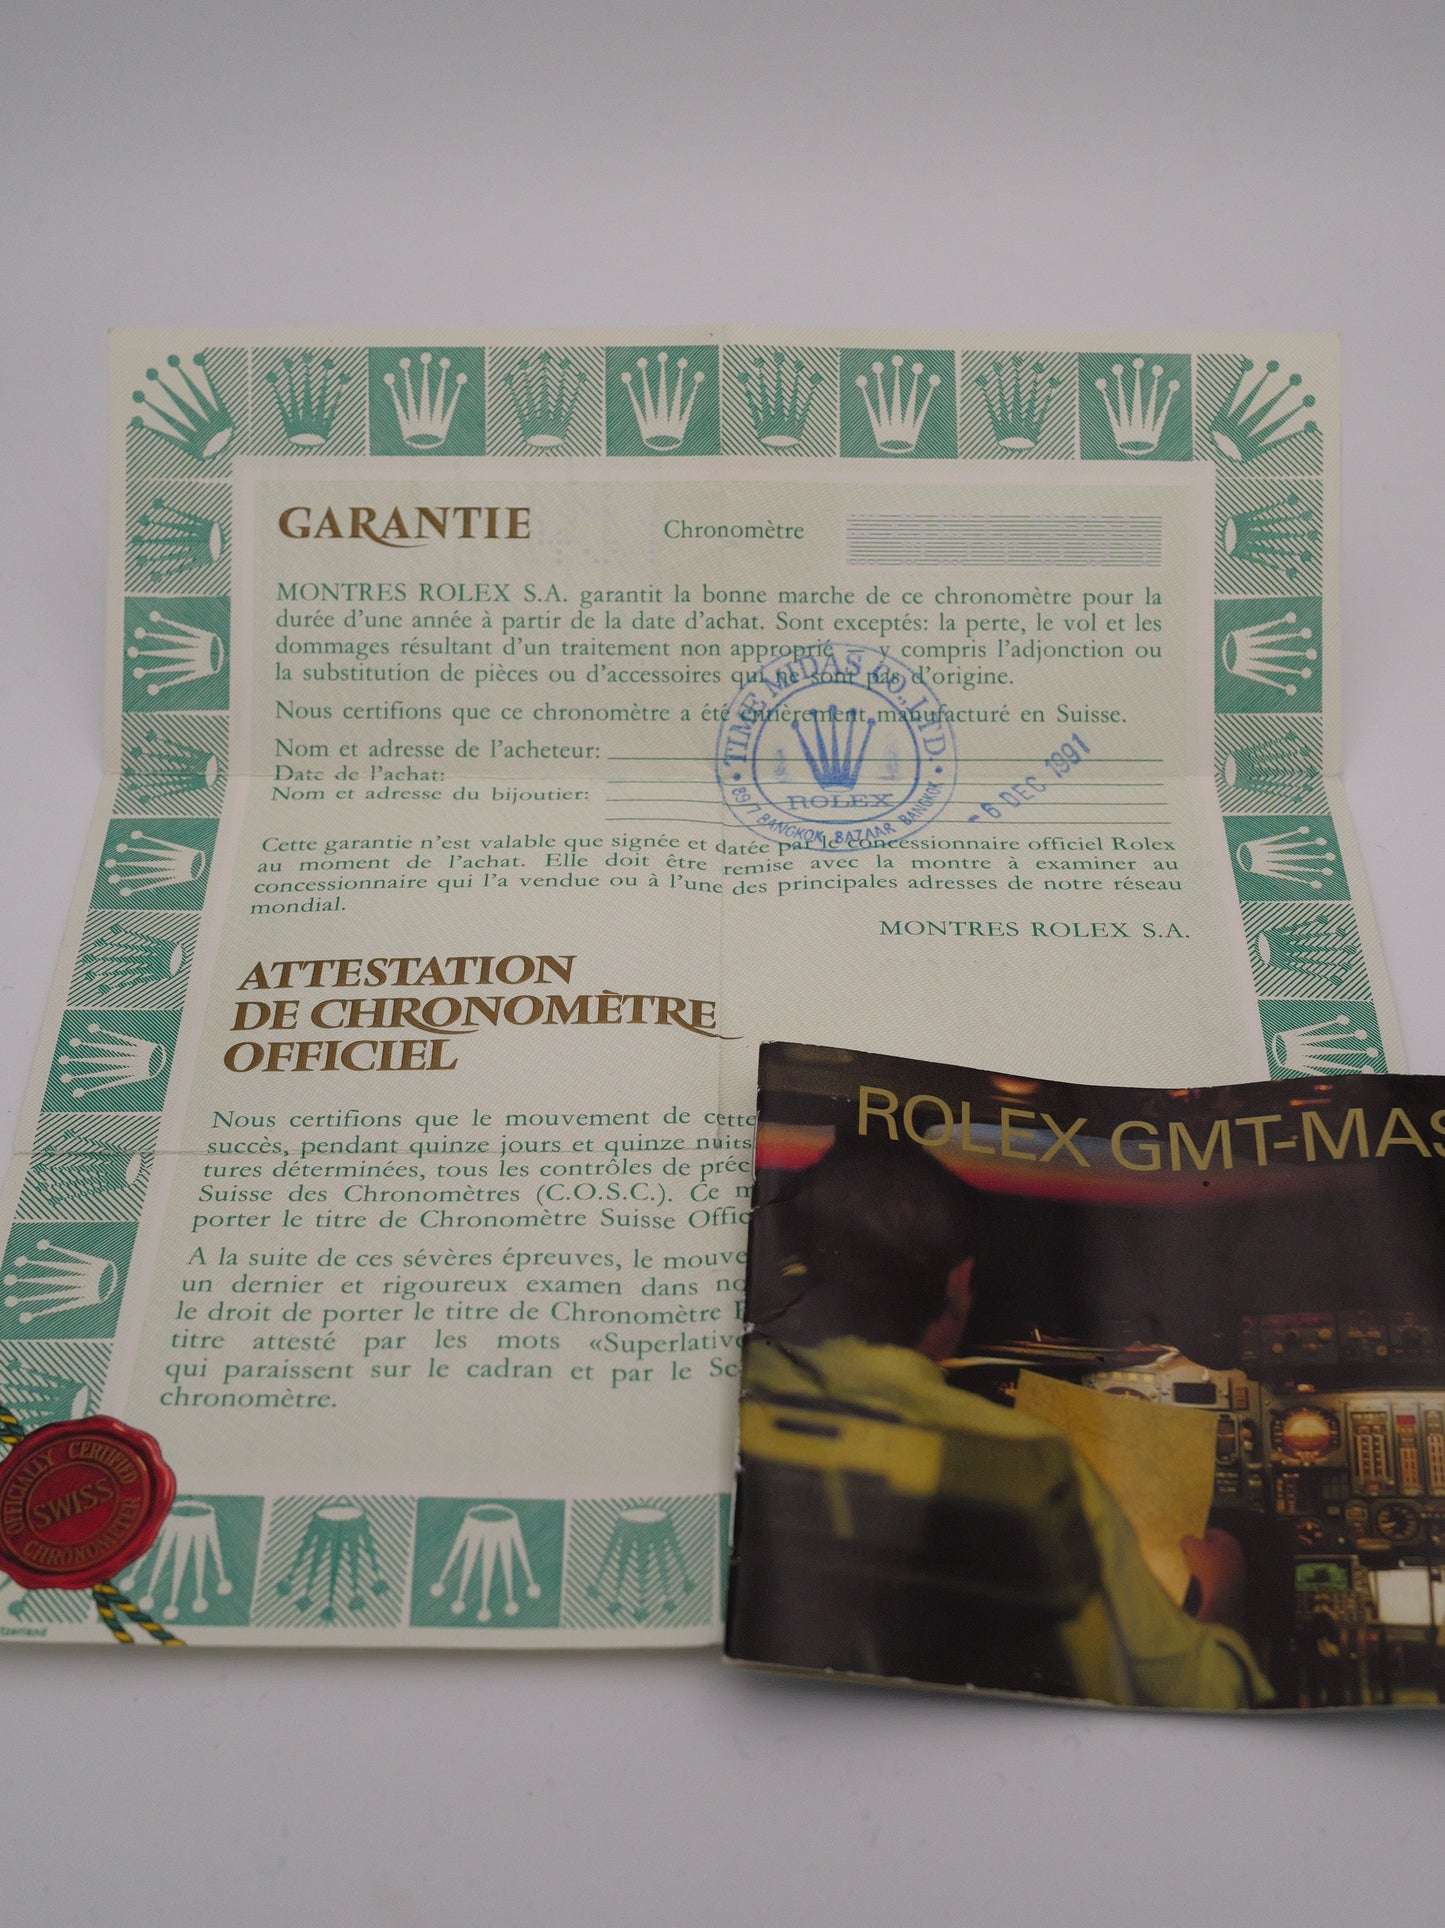 GARANTIE
Chronomètre
MONTRES ROLEX S.A. garantit la bonne marche de ce chronomètre pour la
durée d'une année à partir de la date d'achat. Sont exceptés: la perte, le vol et les
dommages résultant d'un traitement non approprié — y compris l'adjonction ou
la substitution de pièces ou d'accessoires qui ne sont pas d'origine.
Nous certifions que ce chronomètre a été entièrement manufacturé en Suisse.
Nom et adresse de l'acheteur:
Date de l'achat:
Nom et adresse du bijoutier:
TIME MIDAS CO., LTD.
ROLEX
89/7 BANGKOK BAZAAR BANGKOK
-6 DEC 1991
Cette garantie n'est valable que signée et datée par le concessionnaire officiel Rolex
au moment de l'achat. Elle doit être remise avec la montre à examiner au
concessionnaire qui l'a vendue ou à l'une des principales adresses de notre réseau
mondial.
MONTRES ROLEX S.A.
ATTESTATION
DE CHRONOMÈTRE
OFFICIEL
Nous certifions que le mouvement de cette
succès, pendant quinze jours et quinze nuits
tures déterminées, tous les contrôles de préc
Suisse des Chronomètres (C.O.S.C.). Ce m
porter le titre de Chronomètre Suisse Offic
A la suite de ces sévères épreuves, le mouve
un dernier et rigoureux examen dans no
le droit de porter le titre de Chronomètre
titre attesté par les mots «Superlative
qui paraissent sur le cadran et par le Sc
chronomètre.
OFFICIALLY CERTIFIED
SWISS
CHRONOMETER
tzerland
ROLEX GMT-MAS